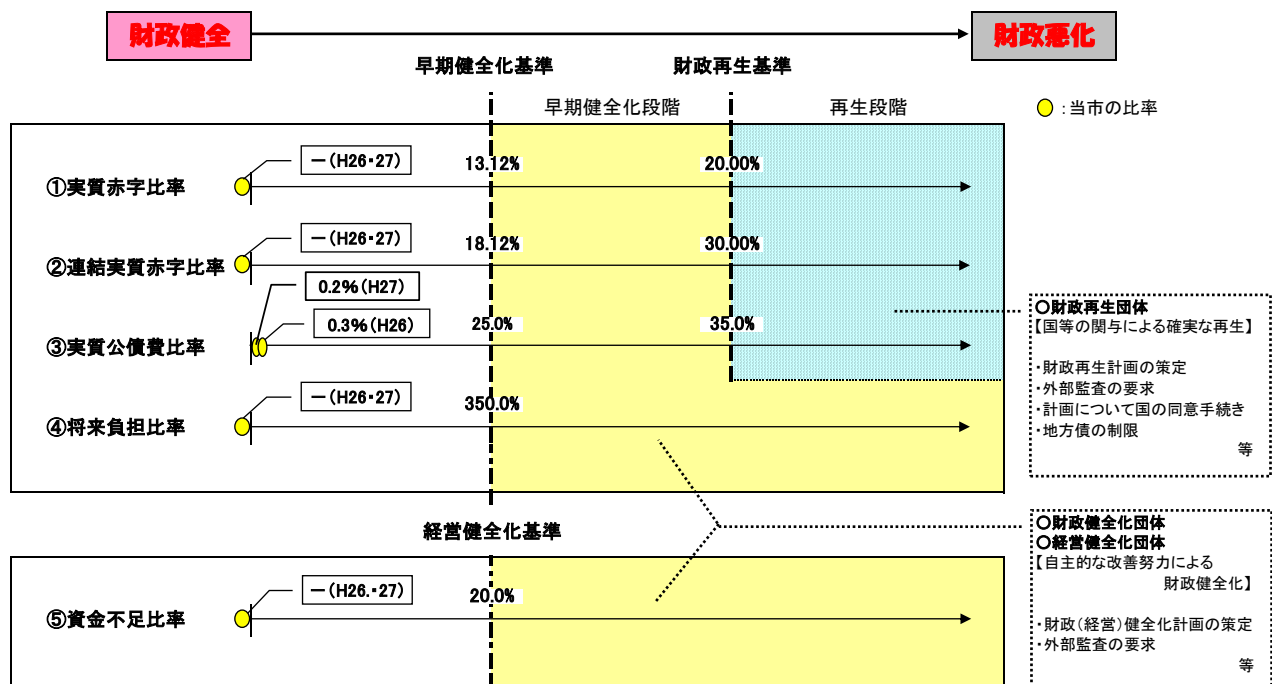 財政健全
財政悪化
早期健全化基準
財政再生基準
早期健全化段階
再生段階
:当市の比率
①実質赤字比率
－(H26・27)
13.12%
20.00%
②連結実質赤字比率
－(H26・27)
18.12%
30.00%
③実質公債費比率
0.2%(H27)
0.3%(H26)
25.0%
35.0%
④将来負担比率
－(H26・27)
350.0%
〇財政再生団体
【国等の関与による確実な再生】
・財政再生計画の策定
・外部監査の要求
・計画について国の同意手続き
・地方債の制限
等
経営健全化基準
⑤資金不足比率
－(H26.・27)
20.0%
〇財政健全化団体
〇経営健全化団体
【自主的な改善努力による
財政健全化】
・財政(経営)健全化計画の策定
・外部監査の要求
等